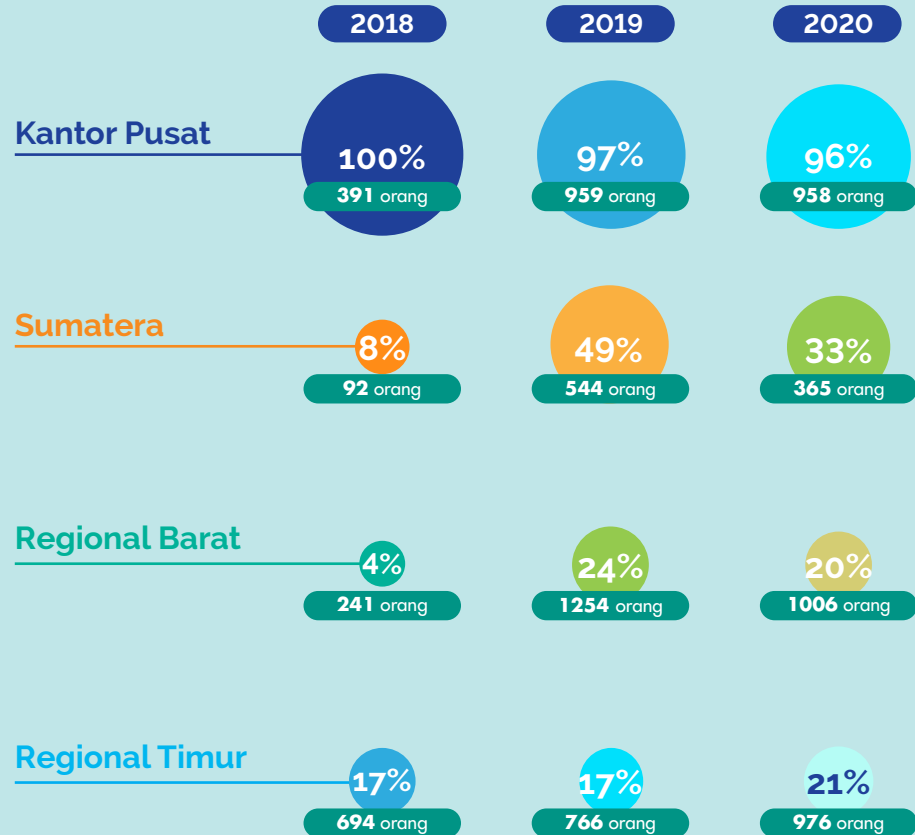 2018 2019 2020
Kantor Pusat
100% 97% 96%
391 orang 959 orang 958 orang
Sumatera
8% 49% 33%
92 orang 544 orang 365 orang
Regional Barat
4% 24% 20%
241 orang 1254 orang 1006 orang
Regional Timur
17% 17% 21%
694 orang 766 orang 976 orang